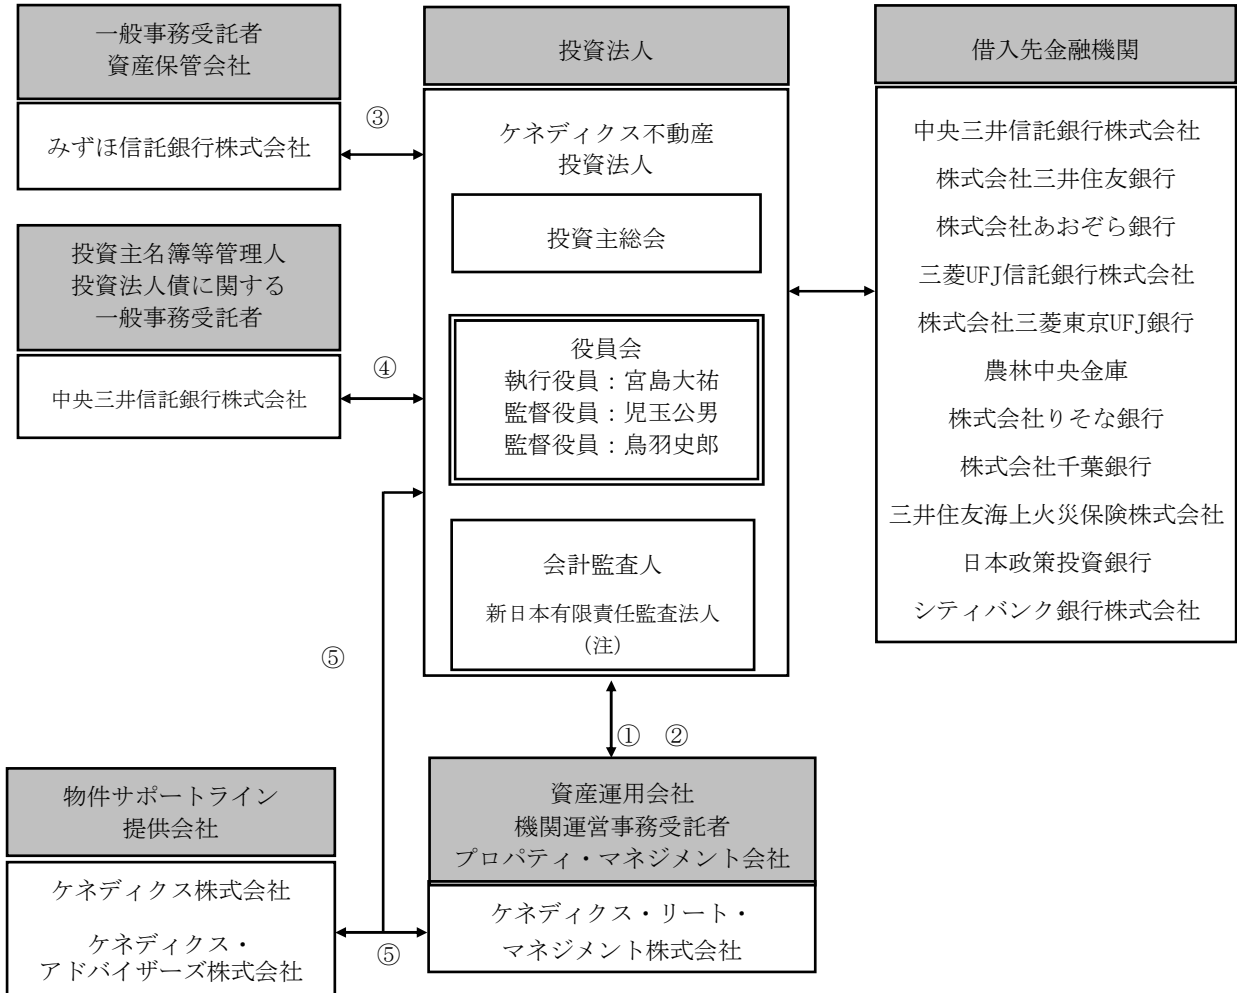 一般事務受託者
資産保管会社
みずほ信託銀行株式会社
③
投資主名簿等管理人
投資法人債に関する
一般事務受託者
中央三井信託銀行株式会社
④
投資法人
ケネディクス不動産
投資法人
投資主総会
役員会
執行役員：宮島大祐
監督役員：児玉公男
監督役員：鳥羽史郎
会計監査人
新日本有限責任監査法人
（注）
借入先金融機関
中央三井信託銀行株式会社
株式会社三井住友銀行
株式会社あおぞら銀行
三菱UFJ信託銀行株式会社
株式会社三菱東京UFJ銀行
農林中央金庫
株式会社りそな銀行
株式会社千葉銀行
三井住友海上火災保険株式会社
日本政策投資銀行
シティバンク銀行株式会社
⑤
① ②
物件サポートライン
提供会社
ケネディクス株式会社
ケネディクス・
アドバイザーズ株式会社
⑤
資産運用会社
機関運営事務受託者
プロパティ・マネジメント会社
ケネディクス・リート・
マネジメント株式会社